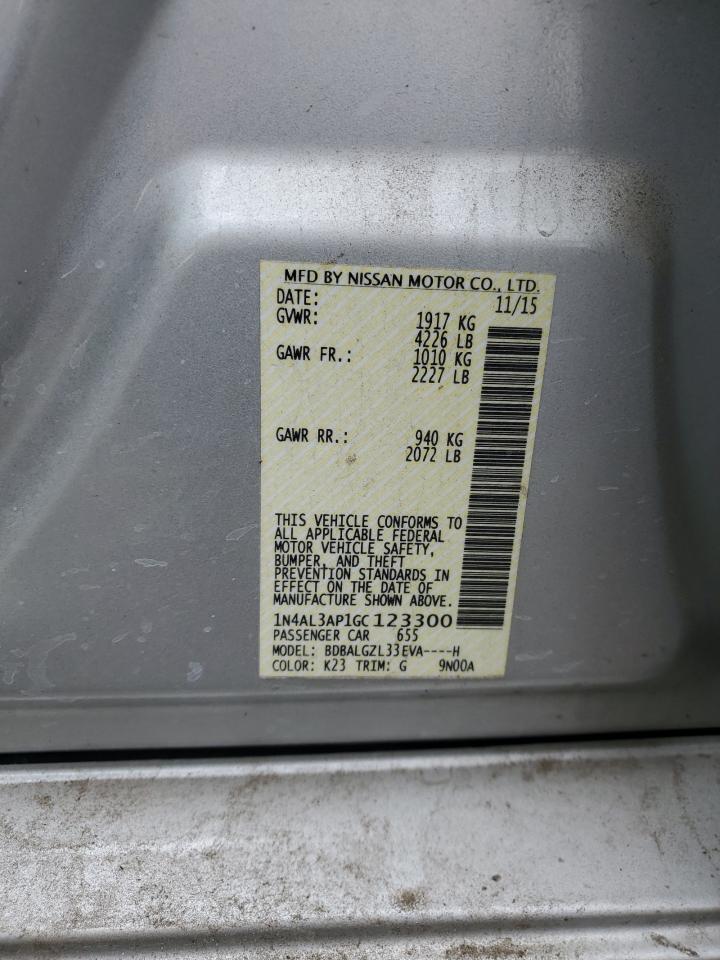 MFD BY NISSAN MOTOR CO., LTD.
DATE: 11/15
GVWR: 1917 KG
4226 LB
GAWR FR.: 1010 KG
2227 LB
GAWR RR.: 940 KG
2072 LB
THIS VEHICLE CONFORMS TO
ALL APPLICABLE FEDERAL
MOTOR VEHICLE SAFETY,
BUMPER, AND THEFT
PREVENTION STANDARDS IN
EFFECT ON THE DATE OF
MANUFACTURE SHOWN ABOVE.
1N4AL3AP1GC123300
PASSENGER CAR 655
MODEL: BDBALGZL33EVA----H
COLOR: K23 TRIM: G 9N00A